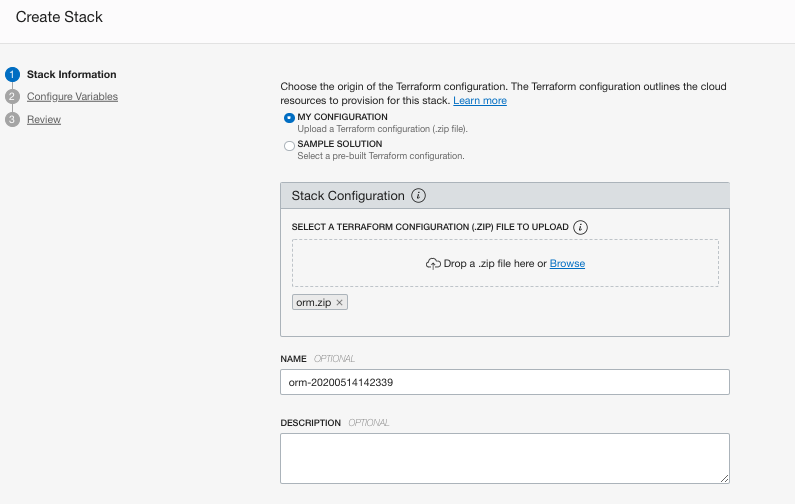 Create Stack
1 Stack Information
2 Configure Variables
3 Review
Choose the origin of the Terraform configuration. The Terraform configuration outlines the cloud
resources to provision for this stack. Learn more
MY CONFIGURATION
Upload a Terraform configuration (.zip file).
SAMPLE SOLUTION
Select a pre-built Terraform configuration.
Stack Configuration i
SELECT A TERRAFORM CONFIGURATION (.ZIP) FILE TO UPLOAD i
Drop a .zip file here or Browse
orm.zip ×
NAME OPTIONAL
orm-20200514142339
DESCRIPTION OPTIONAL